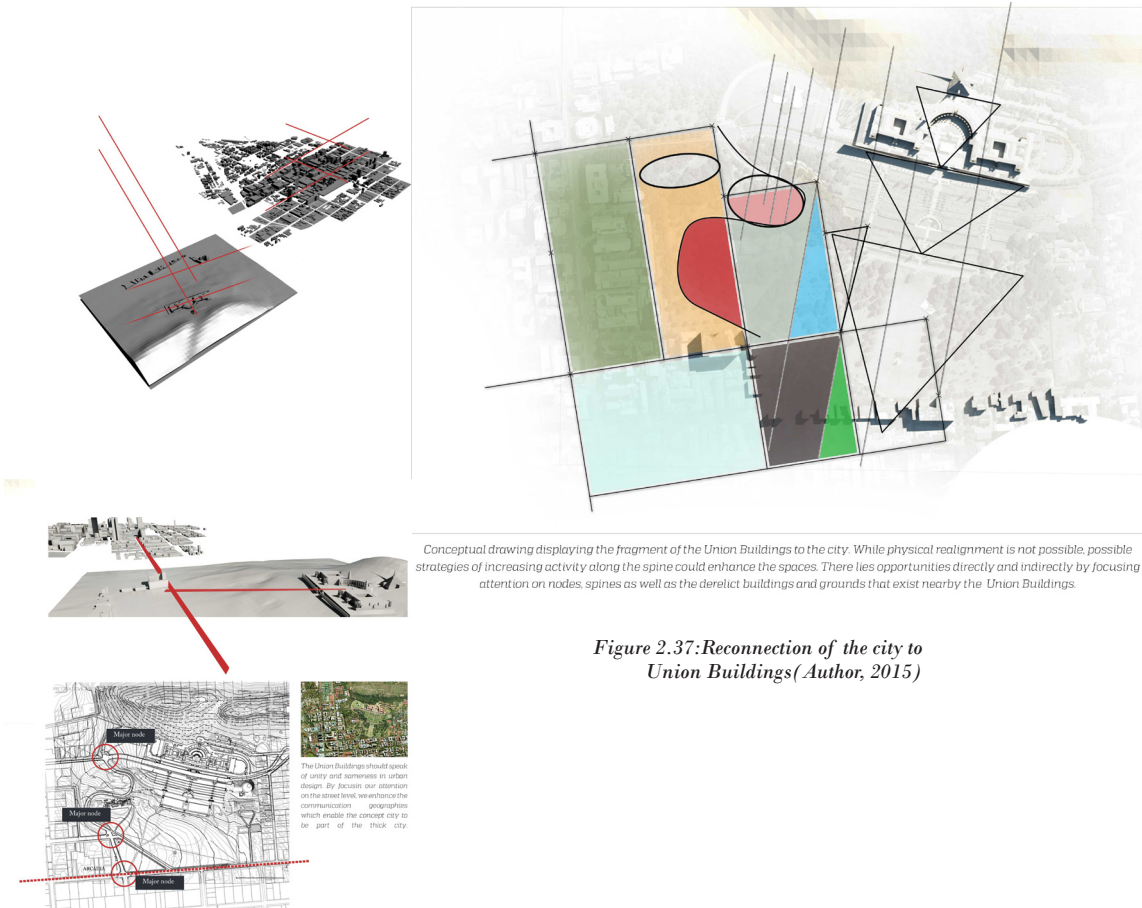 Conceptual drawing displaying the fragment of the Union Buildings to the city. While physical realignment is not possible, possible
strategies of increasing activity along the spine could enhance the spaces. There lies opportunities directly and indirectly by focusing
attention on nodes, spines as well as the derelict buildings and grounds that exist nearby the Union Buildings.
Figure 2.37:Reconnection of the city to
Union Buildings(Author, 2015)
Major node
Major node
ARCADIA
Major node
The Union Buildings should speak
of unity and sameness in urban
design. By focusin our attention
on the street level, we enhance the
communication geographies
which enable the concept city to
be part of the thick city.